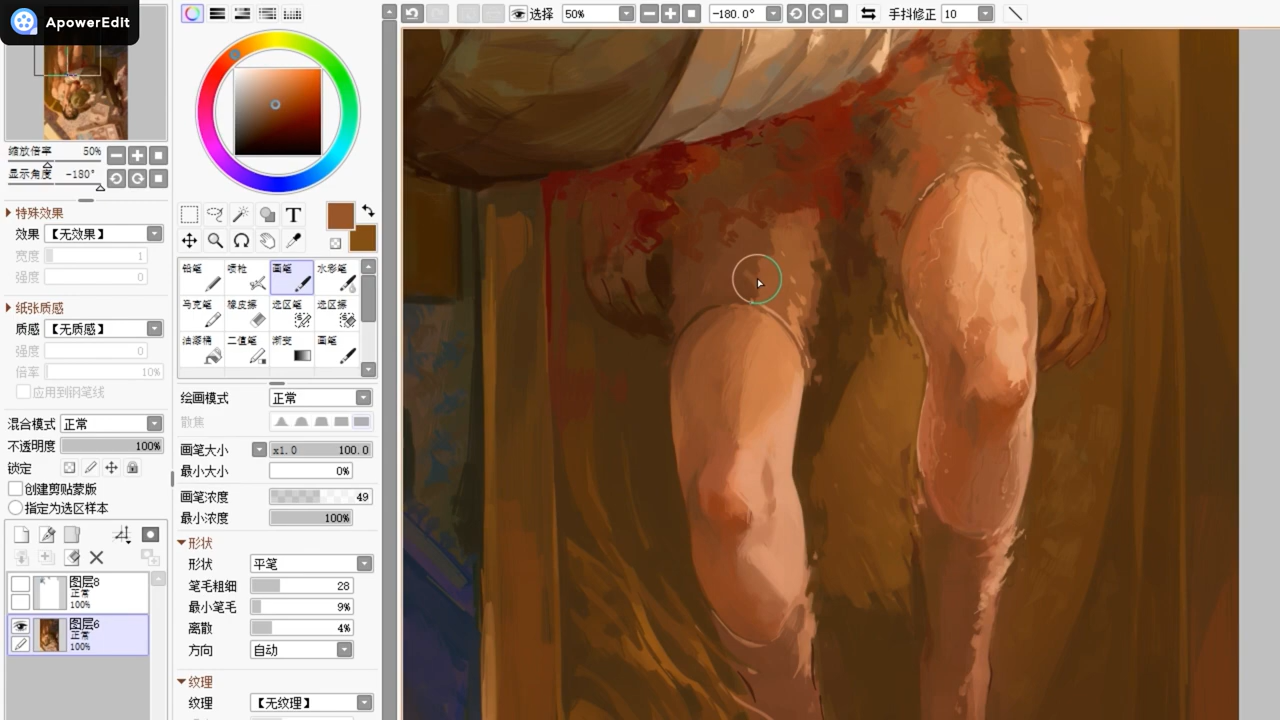 ApowerEdit
选择
50%
-180.0°
手抖修正
10
缩放倍率
50%
显示角度
-180°
特殊效果
效果
【无效果】
宽度
1
强度
0
纸张质感
质感
【无质感】
强度
0
倍率
10%
应用到钢笔线
混合模式
正常
不透明度
100%
锁定
创建剪贴蒙版
指定为选区样本
图层8
正常
100%
图层6
正常
100%
T
铅笔
喷枪
画笔
水彩笔
马克笔
橡皮擦
选区笔
选区擦
油漆桶
二值笔
渐变
画笔
绘画模式
正常
散焦
画笔大小
x1.0
100.0
最小大小
0%
画笔浓度
49
最小浓度
100%
形状
形状
平笔
笔毛粗细
28
最小笔毛
9%
离散
4%
方向
自动
纹理
纹理
【无纹理】